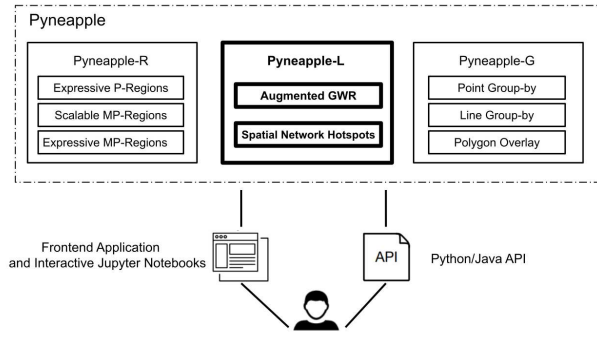 Pyneapple
Pyneapple-R
Expressive P-Regions
Scalable MP-Regions
Expressive MP-Regions
Pyneapple-L
Augmented GWR
Spatial Network Hotspots
Pyneapple-G
Point Group-by
Line Group-by
Polygon Overlay
Frontend Application
and Interactive Jupyter Notebooks
API
Python/Java API